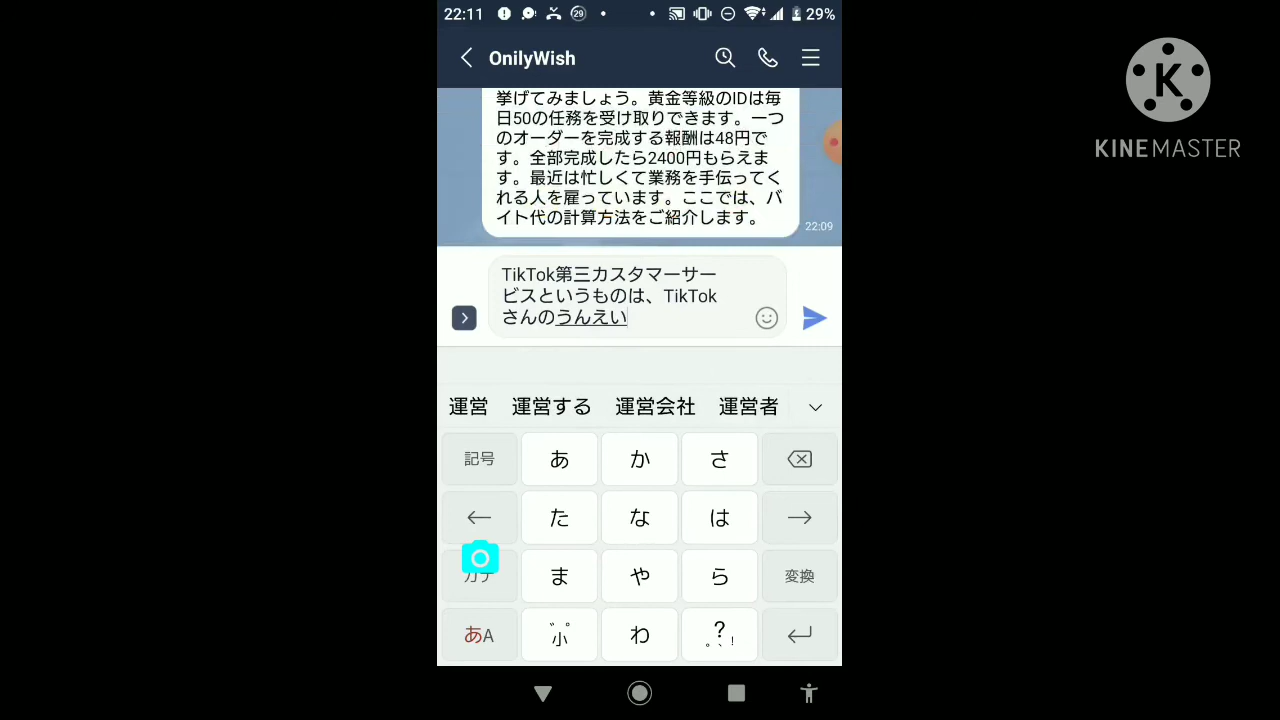 22:11
29
29%
OnilyWish
挙げてみましょう。黄金等級のIDは毎
日50の任務を受け取りできます。一つ
のオーダーを完成する報酬は48円で
す。全部完成したら2400円もらえま
す。最近は忙しくて業務を手伝ってく
れる人を雇っています。ここでは、バ
イト代の計算方法をご紹介します。
22:09
TikTok第三カスタマーサー
ビスというものは、TikTok
さんのうんえい
運営 運営する 運営会社 運営者
記号 あ か さ
た な は
カナ ま や ら 変換
あA 小 わ ?。、!
K
KINEMASTER